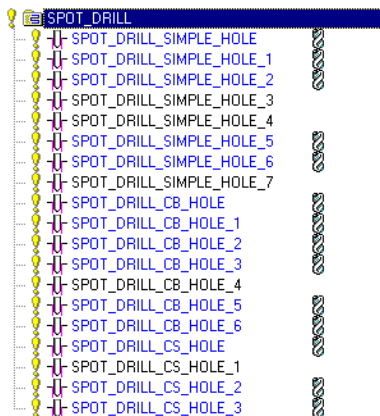 SPOT_DRILL
SPOT_DRILL_SIMPLE_HOLE
SPOT_DRILL_SIMPLE_HOLE_1
SPOT_DRILL_SIMPLE_HOLE_2
SPOT_DRILL_SIMPLE_HOLE_3
SPOT_DRILL_SIMPLE_HOLE_4
SPOT_DRILL_SIMPLE_HOLE_5
SPOT_DRILL_SIMPLE_HOLE_6
SPOT_DRILL_SIMPLE_HOLE_7
SPOT_DRILL_CB_HOLE
SPOT_DRILL_CB_HOLE_1
SPOT_DRILL_CB_HOLE_2
SPOT_DRILL_CB_HOLE_3
SPOT_DRILL_CB_HOLE_4
SPOT_DRILL_CB_HOLE_5
SPOT_DRILL_CB_HOLE_6
SPOT_DRILL_CS_HOLE
SPOT_DRILL_CS_HOLE_1
SPOT_DRILL_CS_HOLE_2
SPOT_DRILL_CS_HOLE_3